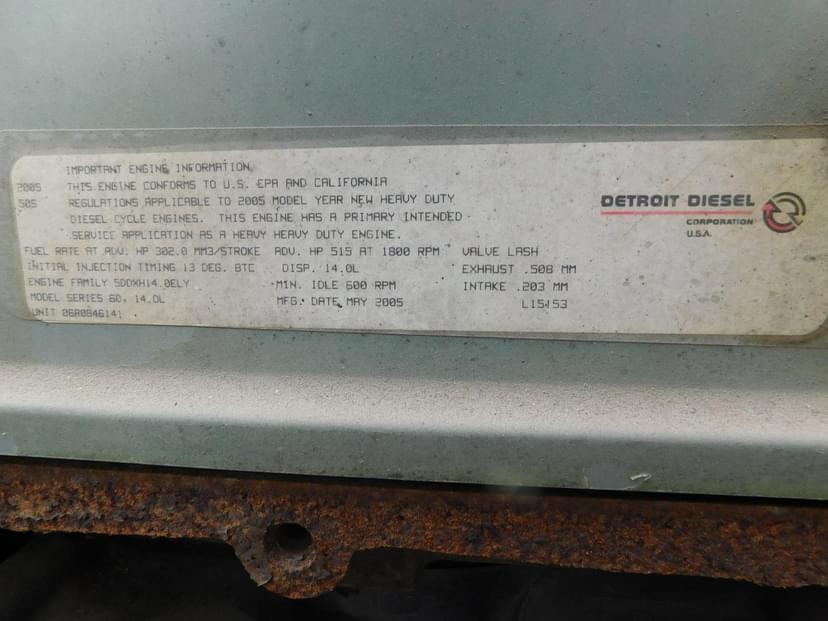 IMPORTANT ENGINE INFORMATION
2005 THIS ENGINE CONFORMS TO U.S. EPA AND CALIFORNIA
505 REGULATIONS APPLICABLE TO 2005 MODEL YEAR NEW HEAVY DUTY
DIESEL CYCLE ENGINES. THIS ENGINE HAS A PRIMARY INTENDED
SERVICE APPLICATION AS A HEAVY HEAVY DUTY ENGINE.
FUEL RATE AT ADV. HP 302.0 MM3/STROKE ADV. HP 515 AT 1800 RPM VALVE LASH
INITIAL INJECTION TIMING 13 DEG. BTC DISP. 14.0L EXHAUST .508 MM
ENGINE FAMILY 5DDXH14.0ELY MIN. IDLE 600 RPM INTAKE .203 MM
MODEL SERIES 60, 14.0L MFG. DATE MAY 2005
UNIT 06R0846141
DETROIT DIESEL
CORPORATION
U.S.A.